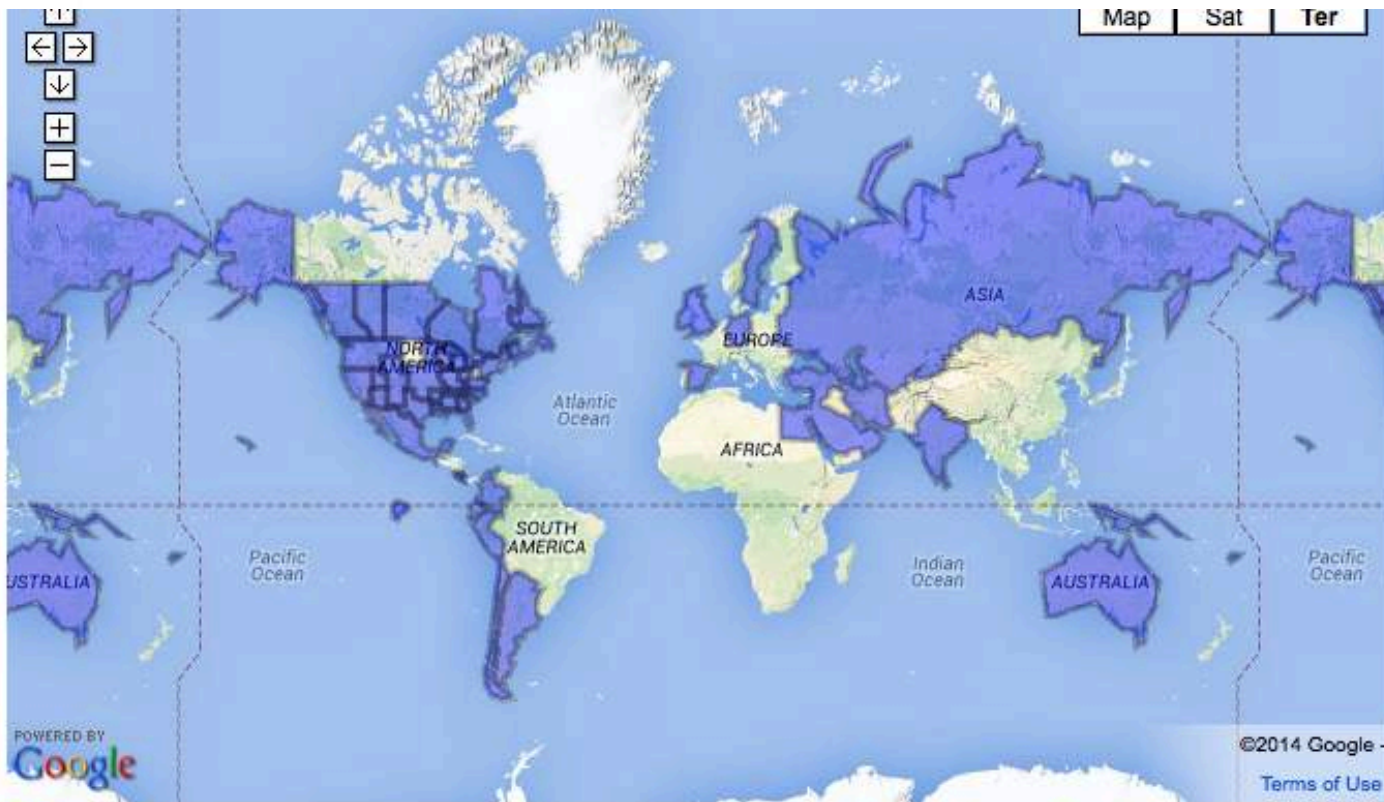 Map Sat Ter
ASIA
EUROPE
NORTH
AMERICA
Atlantic
Ocean
AFRICA
SOUTH
AMERICA
Pacific
Ocean
Indian
Ocean
Pacific
Ocean
USTRALIA
AUSTRALIA
POWERED BY
Google
©2014 Google -
Terms of Use